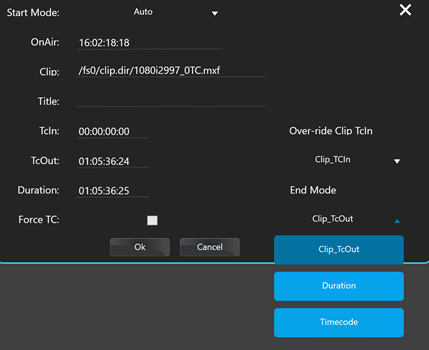 Start Mode: Auto
OnAir: 16:02:18:18
Clip: /fs0/clip.dir/1080i2997_0TC.mxf
Title:
TcIn: 00:00:00:00 Over-ride Clip TcIn
TcOut: 01:05:36:24 Clip_TCIn
Duration: 01:05:36:25 End Mode
Force TC: Clip_TcOut
Ok Cancel Clip_TcOut
Duration
Timecode